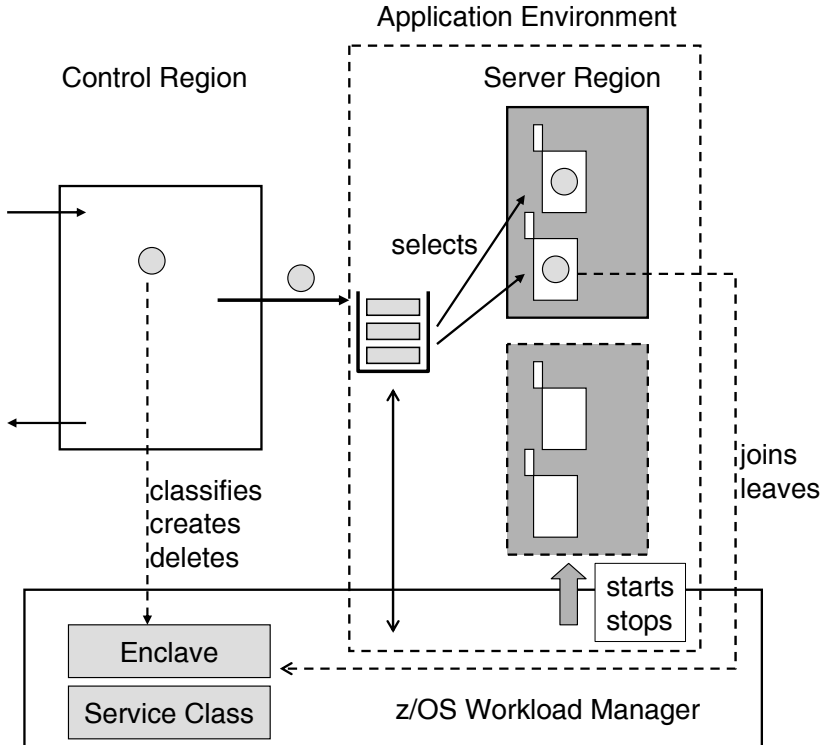 Application Environment
Control Region
Server Region
selects
joins
leaves
classifies
creates
deletes
starts
stops
Enclave
Service Class
z/OS Workload Manager